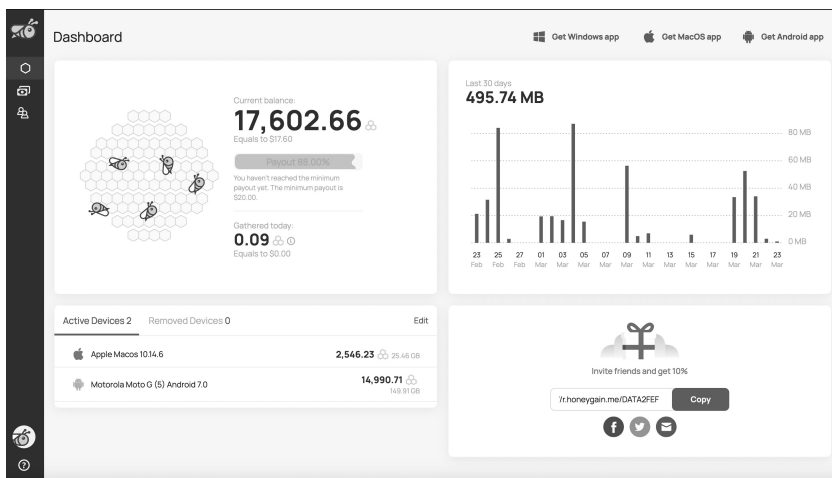 Dashboard
Get Windows app
Get MacOS app
Get Android app
Current balance:
17,602.66
Equals to $17.60
Payout 88.00%
You haven't reached the minimum
payout yet. The minimum payout is
$20.00.
Gathered today:
0.09
Equals to $0.00
Last 30 days
495.74 MB
80 MB
60 MB
40 MB
20 MB
0 MB
23 25 27 01 03 05 07 09 11 13 15 17 19 21 23
Feb Feb Feb Mar Mar Mar Mar Mar Mar Mar Mar Mar Mar Mar Mar
Active Devices 2 Removed Devices 0 Edit
Apple Macos 10.14.6 2,546.23 25.46 GB
Motorola Moto G (5) Android 7.0 14,990.71
149.91 GB
Invite friends and get 10%
/r.honeygain.me/DATA2FEF Copy